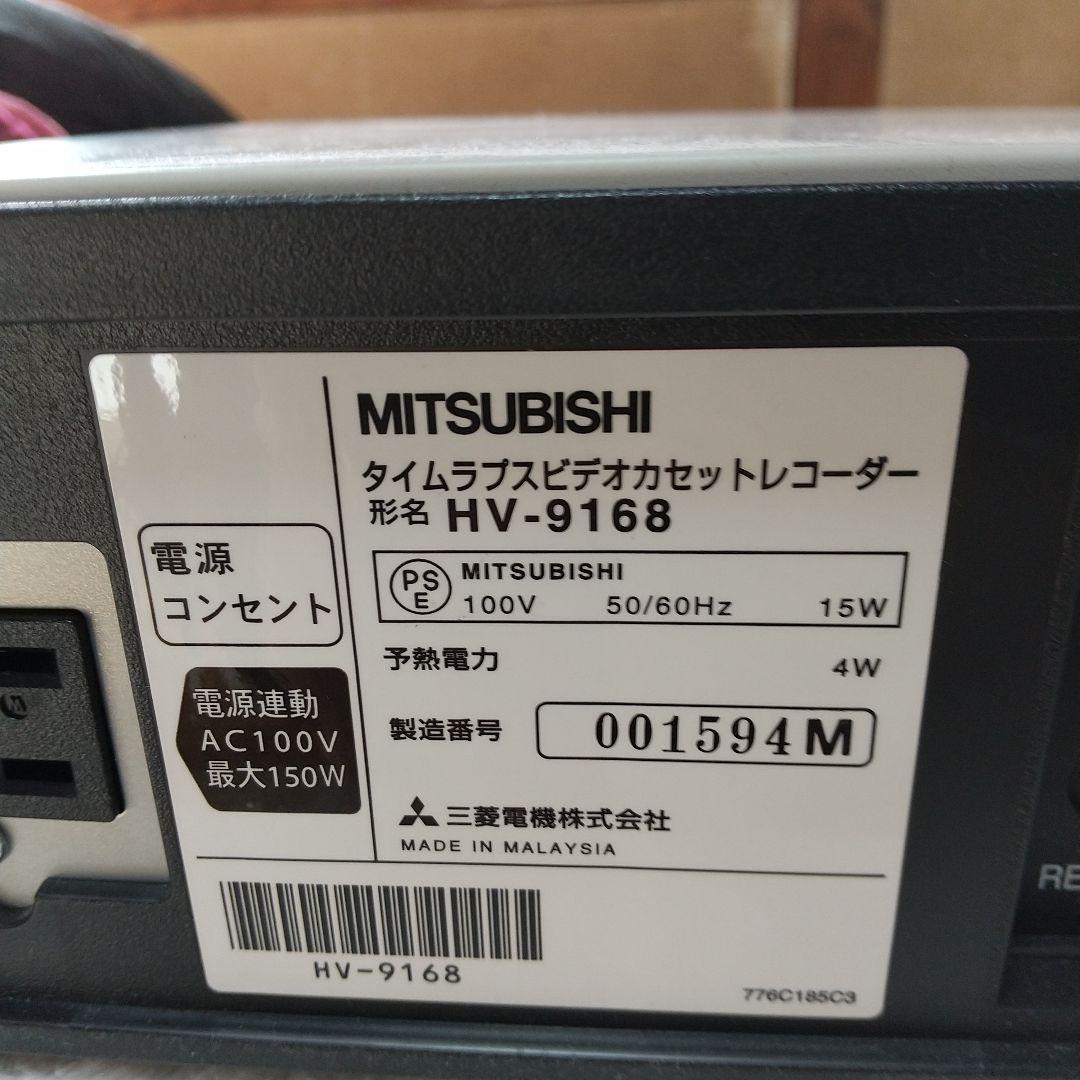 MITSUBISHI
タイムラプスビデオカセットレコーダー
形名 HV-9168
PS
E
MITSUBISHI
100V 50/60Hz 15W
予熱電力 4W
製造番号 001594M
三菱電機株式会社
MADE IN MALAYSIA
電源
コンセント
電源連動
AC100V
最大150W
HV-9168
776C185C3